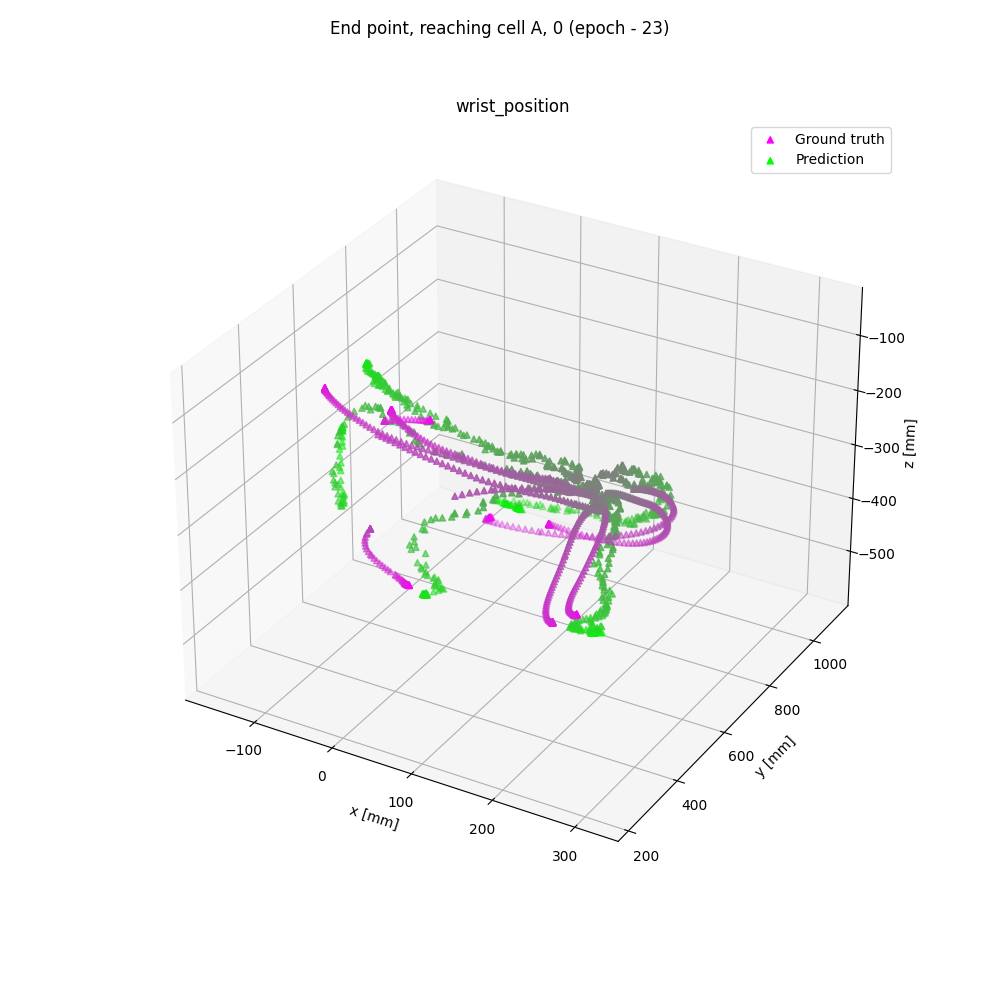 End point, reaching cell A, 0 (epoch - 23)
wrist_position
Ground truth
Prediction
−100
−200
−300
−400
−500
z [mm]
1000
800
600
400
200
y [mm]
−100
0
100
200
300
x [mm]